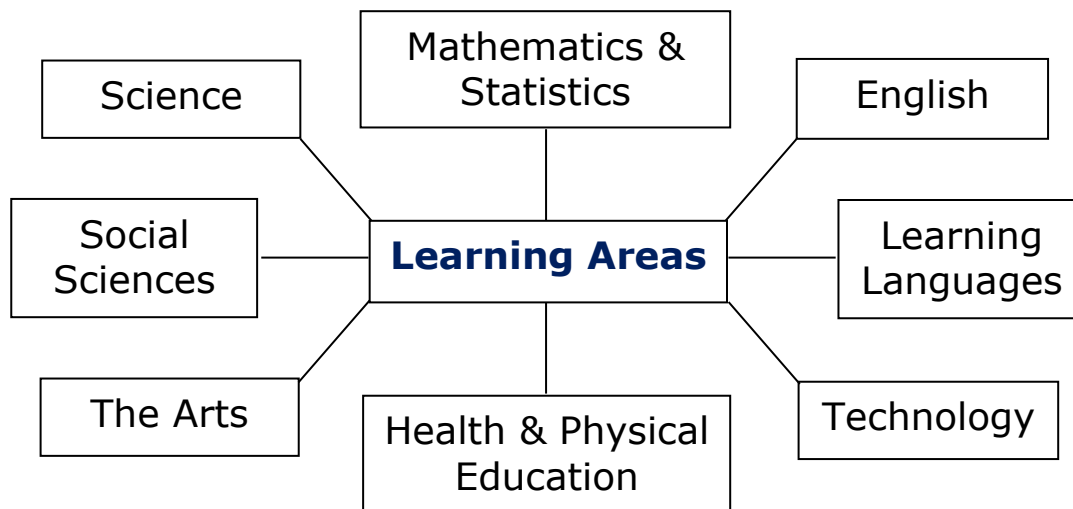 Mathematics &
Statistics
Science
English
Social
Sciences
Learning Areas
Learning
Languages
The Arts
Health & Physical
Education
Technology